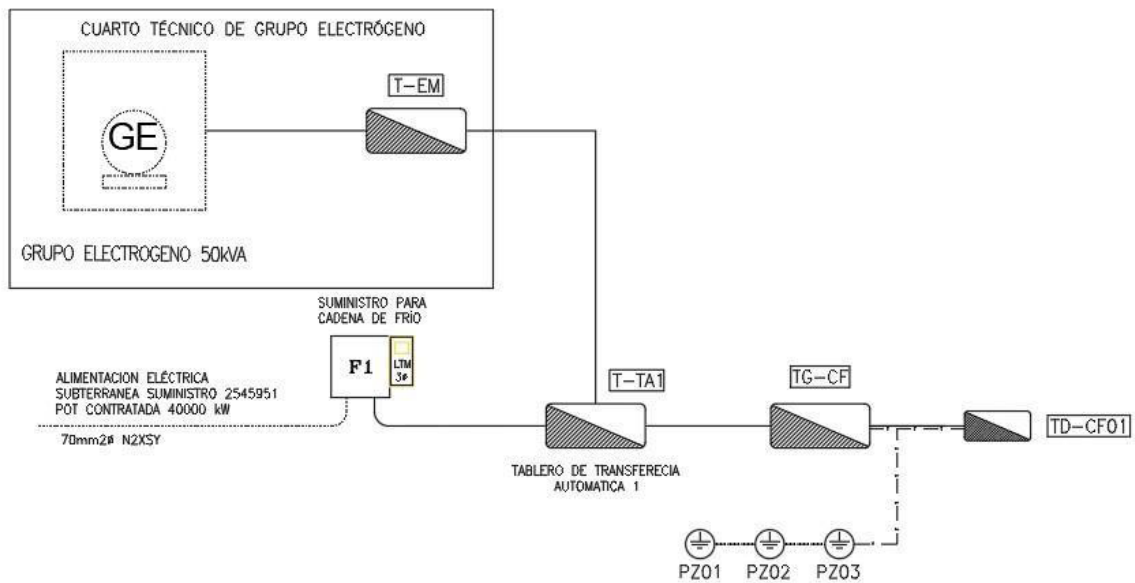 CUARTO TÉCNICO DE GRUPO ELECTRÓGENO
T-EM
GE
GRUPO ELECTROGENO 50kVA
SUMINISTRO PARA
CADENA DE FRÍO
F1
LTM
3ø
ALIMENTACION ELÉCTRICA
SUBTERRANEA SUMINISTRO 2545951
POT CONTRATADA 40000 kW
70mm2ø N2XSY
T-TA1
TG-CF
TD-CF01
TABLERO DE TRANSFERECIA
AUTOMATICA 1
PZ01
PZ02
PZ03